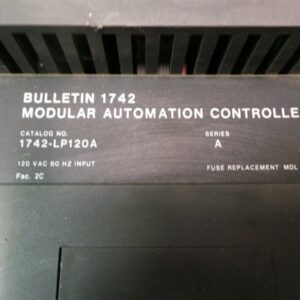 BULLETIN 1742
MODULAR AUTOMATION CONTROLLE
CATALOG NO. SERIES
1742-LP120A A
120 VAC 60 HZ INPUT FUSE REPLACEMENT MDL
Fac. 2C